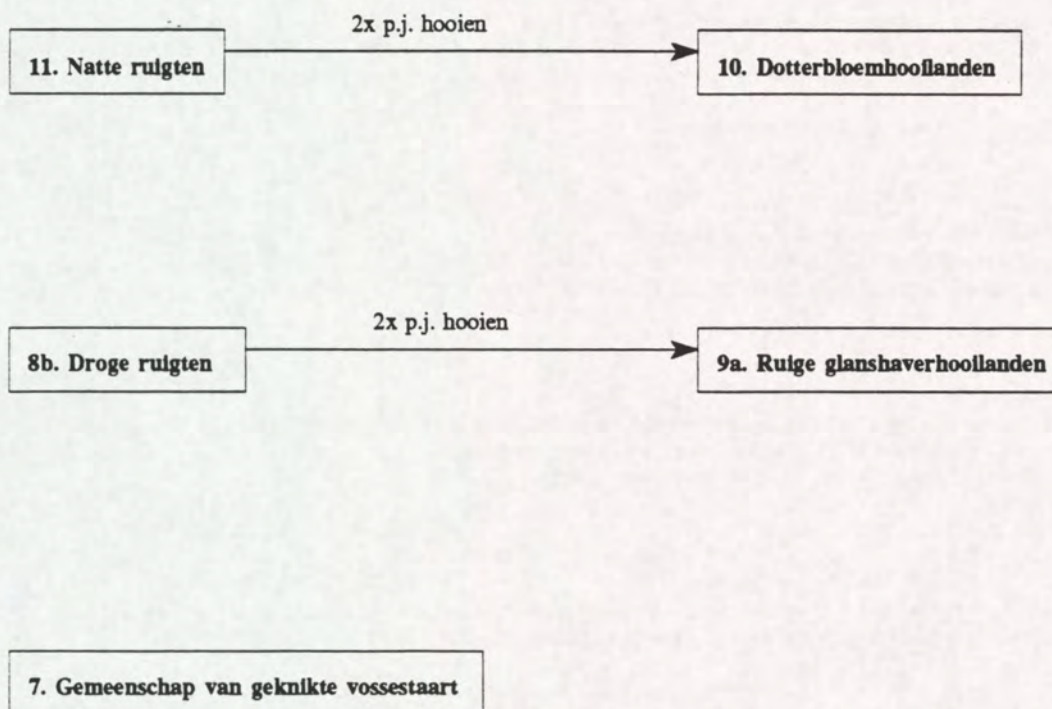 2x p.j. hooien
11. Natte ruigten
10. Dotterbloemhooilanden
2x p.j. hooien
8b. Droge ruigten
9a. Ruige glanshaverhooilanden
7. Gemeenschap van geknikte vossestaart